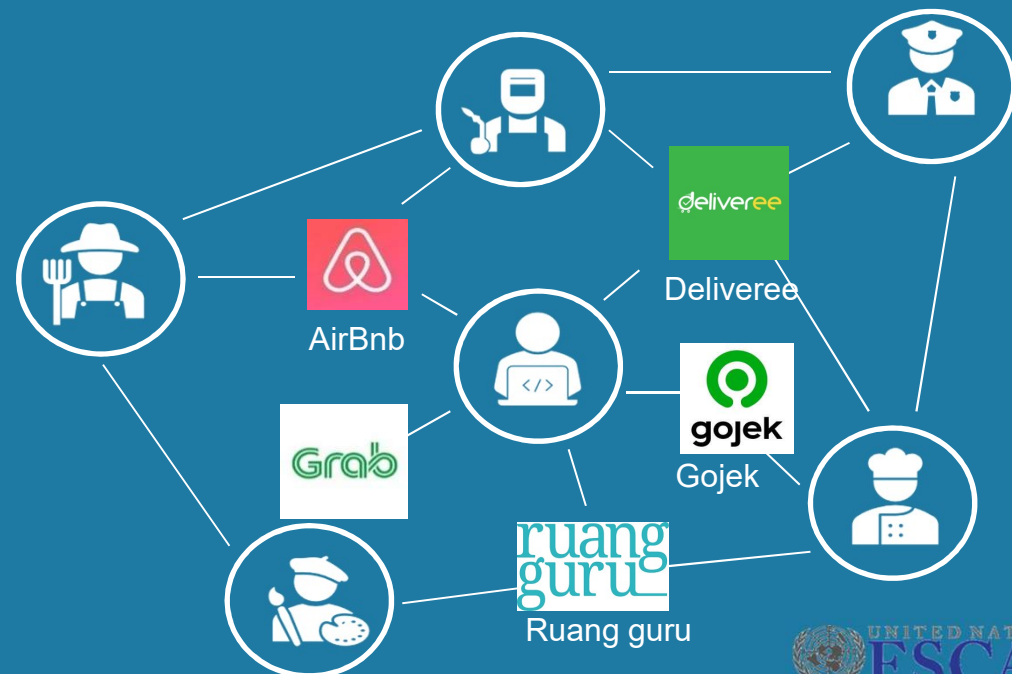 deliveree
Deliveree
AirBnb
</>
gojek
Gojek
Grab
ruang
guru
Ruang guru
UNITED NAT
ESCA